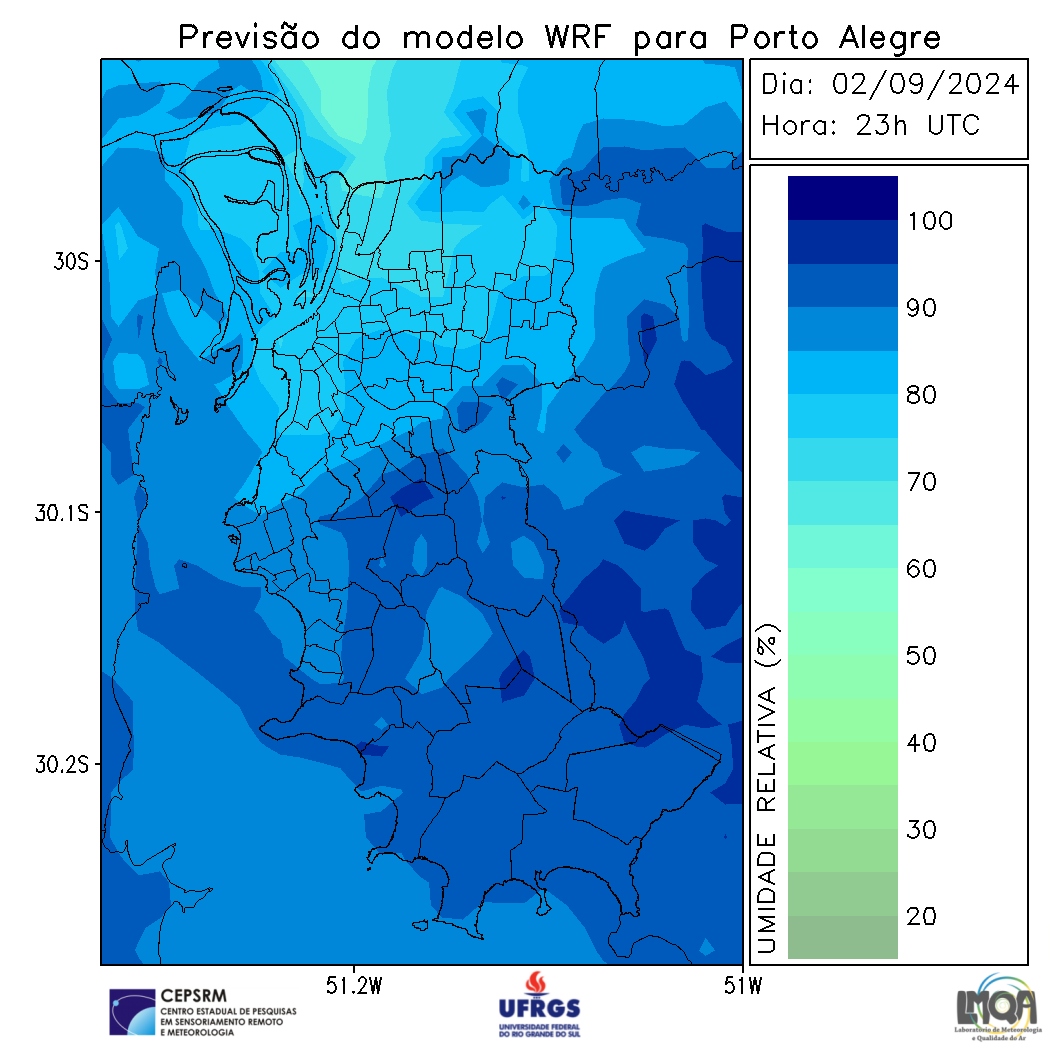 Previsão do modelo WRF para Porto Alegre
Dia: 02/09/2024
Hora: 23h UTC
30S
30.1S
30.2S
51.2W
51W
100
90
80
70
60
50
40
30
20
UMIDADE RELATIVA (%)
CEPSRM
CENTRO ESTADUAL DE PESQUISAS
EM SENSORIAMENTO REMOTO
E METEOROLOGIA
UFRGS
UNIVERSIDADE FEDERAL
DO RIO GRANDE DO SUL
LMQA
Laboratório de Meteorologia
e Qualidade do Ar